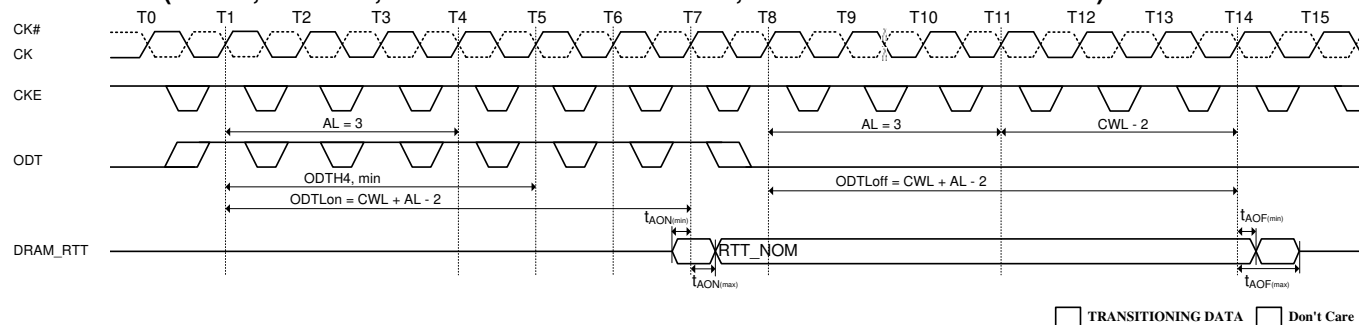 T0 T1 T2 T3 T4 T5 T6 T7 T8 T9 T10 T11 T12 T13 T14 T15
CK#
CK
CKE
AL = 3 AL = 3 CWL - 2
ODT
ODTH4, min ODTLoff = CWL + AL - 2
ODTLon = CWL + AL - 2
tAON(min) tAOF(min)
DRAM_RTT RTT_NOM
tAON(max) tAOF(max)
TRANSITIONING DATA Don't Care